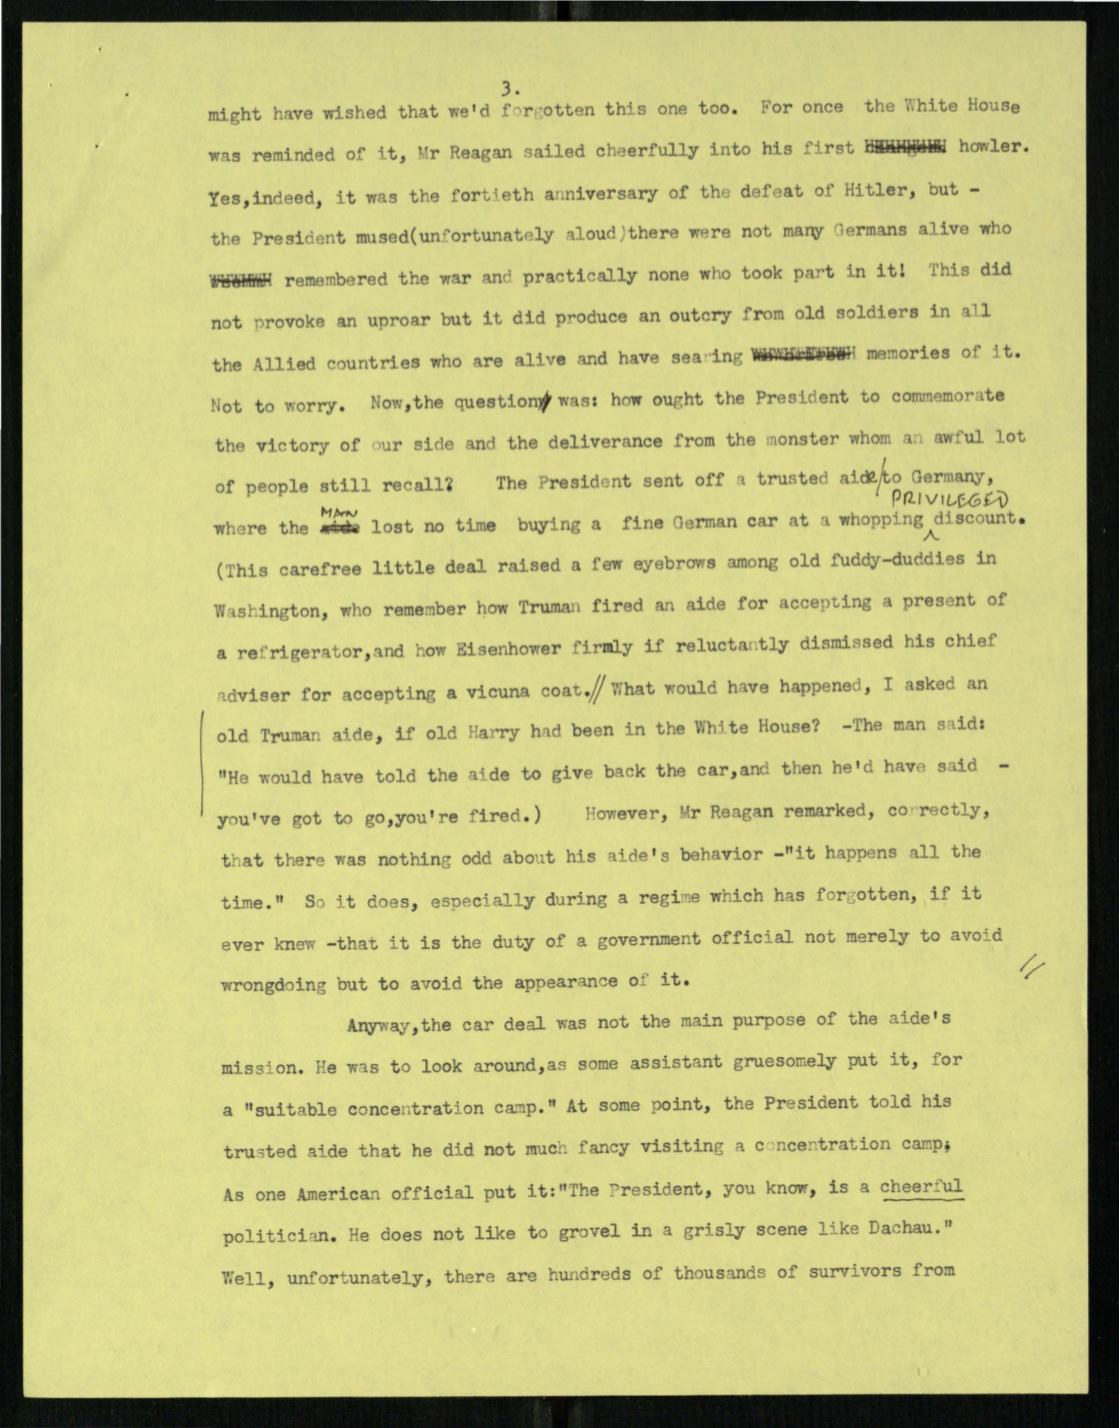 3.
might have wished that we'd forgotten this one too. For once the White House
was reminded of it, Mr Reagan sailed cheerfully into his first howler.
Yes,indeed, it was the fortieth anniversary of the defeat of Hitler, but -
the President mused(unfortunately aloud)there were not many Germans alive who
remembered the war and practically none who took part in it! This did
not provoke an uproar but it did produce an outcry from old soldiers in all
the Allied countries who are alive and have searing memories of it.
Not to worry. Now,the question was: how ought the President to commemorate
the victory of our side and the deliverance from the monster whom an awful lot
of people still recall? The President sent off a trusted aide/to Germany,
PRIVILEGED
MAN
where the aide lost no time buying a fine German car at a whopping discount.
(This carefree little deal raised a few eyebrows among old fuddy-duddies in
Washington, who remember how Truman fired an aide for accepting a present of
a refrigerator,and how Eisenhower firmly if reluctantly dismissed his chief
adviser for accepting a vicuna coat.// What would have happened, I asked an
old Truman aide, if old Harry had been in the White House? -The man said:
"He would have told the aide to give back the car,and then he'd have said -
you've got to go,you're fired.) However, Mr Reagan remarked, correctly,
that there was nothing odd about his aide's behavior -"it happens all the
time." So it does, especially during a regime which has forgotten, if it
ever knew -that it is the duty of a government official not merely to avoid
wrongdoing but to avoid the appearance of it. //
Anyway,the car deal was not the main purpose of the aide's
mission. He was to look around,as some assistant gruesomely put it, for
a "suitable concentration camp." At some point, the President told his
trusted aide that he did not much fancy visiting a concentration camp;
As one American official put it:"The President, you know, is a cheerful
politician. He does not like to grovel in a grisly scene like Dachau."
Well, unfortunately, there are hundreds of thousands of survivors from